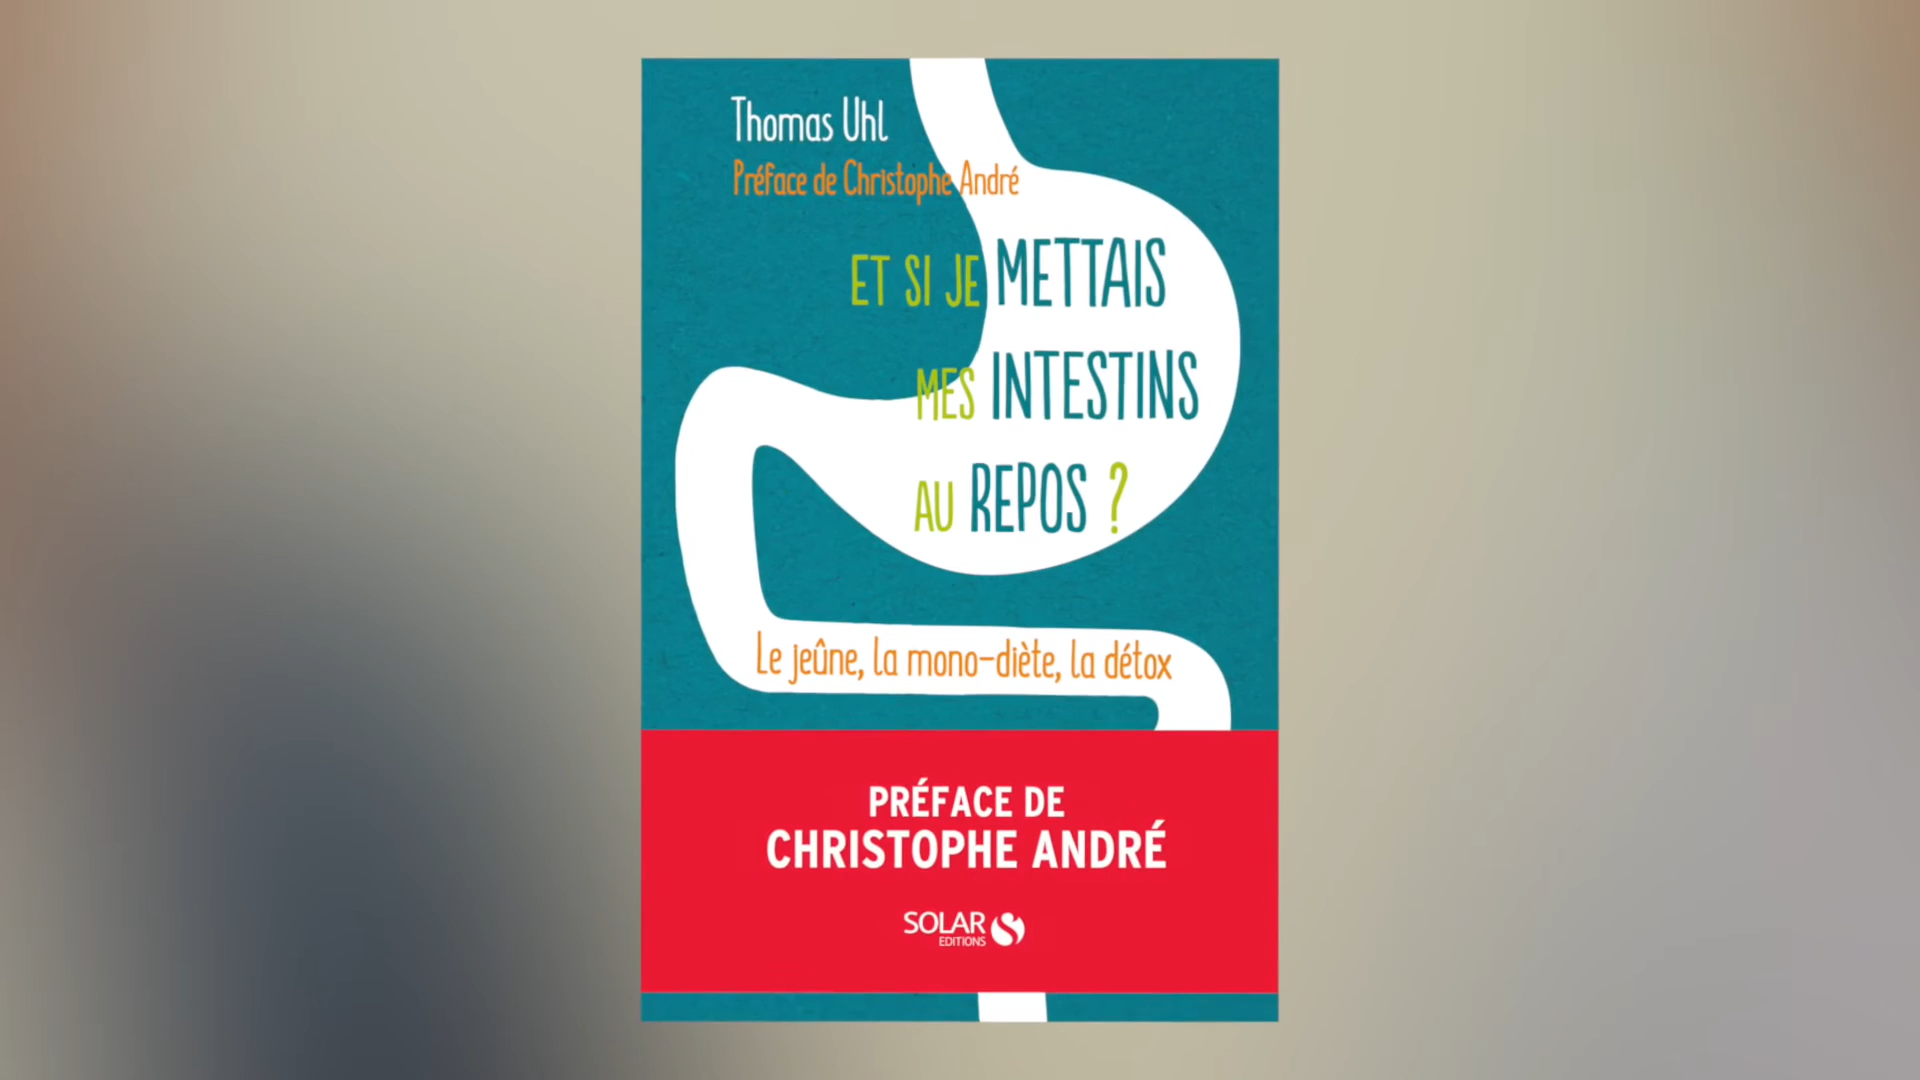 Thomas Uhl
Préface de Christophe André
ET SI JE METTAIS
MES INTESTINS
AU REPOS ?
Le jeûne, la mono-diète, la détox
PRÉFACE DE
CHRISTOPHE ANDRÉ
SOLAR
EDITIONS